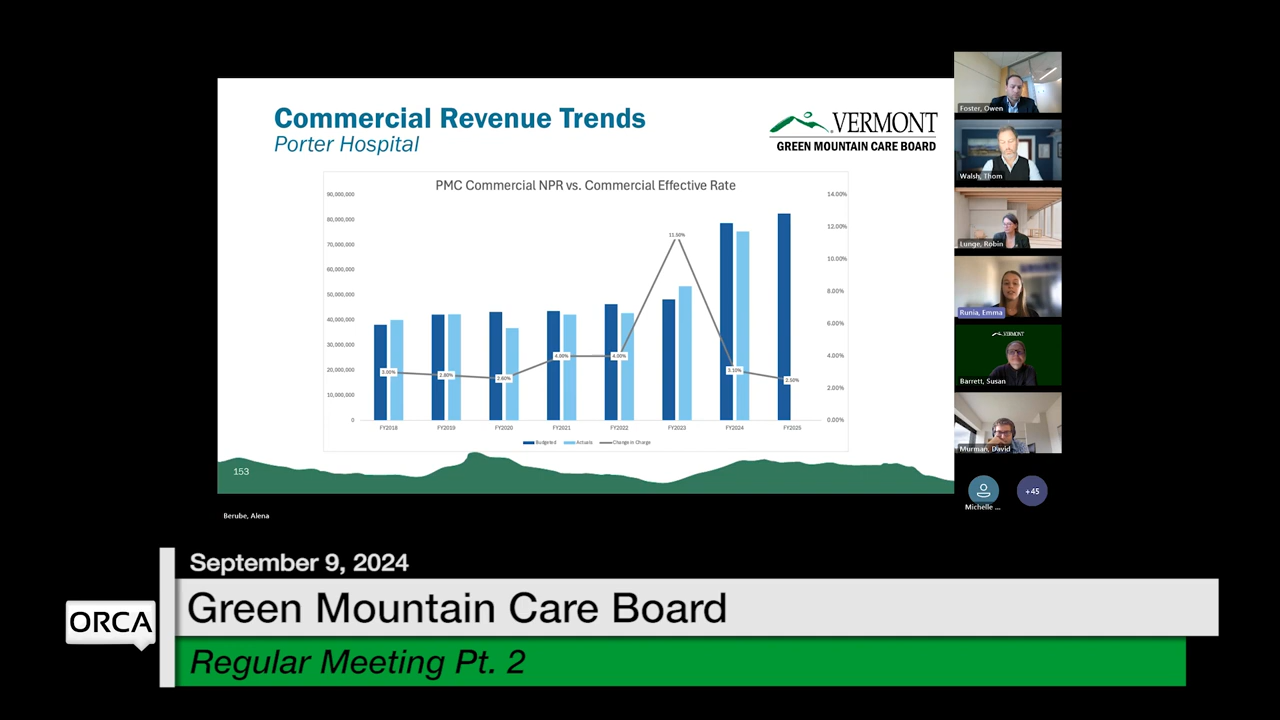 Commercial Revenue Trends
Porter Hospital
VERMONT
GREEN MOUNTAIN CARE BOARD
PMC Commercial NPR vs. Commercial Effective Rate
90,000,000
80,000,000
70,000,000
60,000,000
50,000,000
40,000,000
30,000,000
20,000,000
10,000,000
0
14.00%
12.00%
10.00%
8.00%
6.00%
4.00%
2.00%
0.00%
3.00%
2.80%
2.60%
4.00%
4.00%
11.50%
3.10%
2.50%
FY2018 FY2019 FY2020 FY2021 FY2022 FY2023 FY2024 FY2025
Budgeted Actuals Change in Charge
153
Foster, Owen
Walsh, Thom
Lunge, Robin
Runia, Emma
VERMONT
Barrett, Susan
Murman, David
Michelle ...
+45
Berube, Alena
September 9, 2024
ORCA
Green Mountain Care Board
Regular Meeting Pt. 2